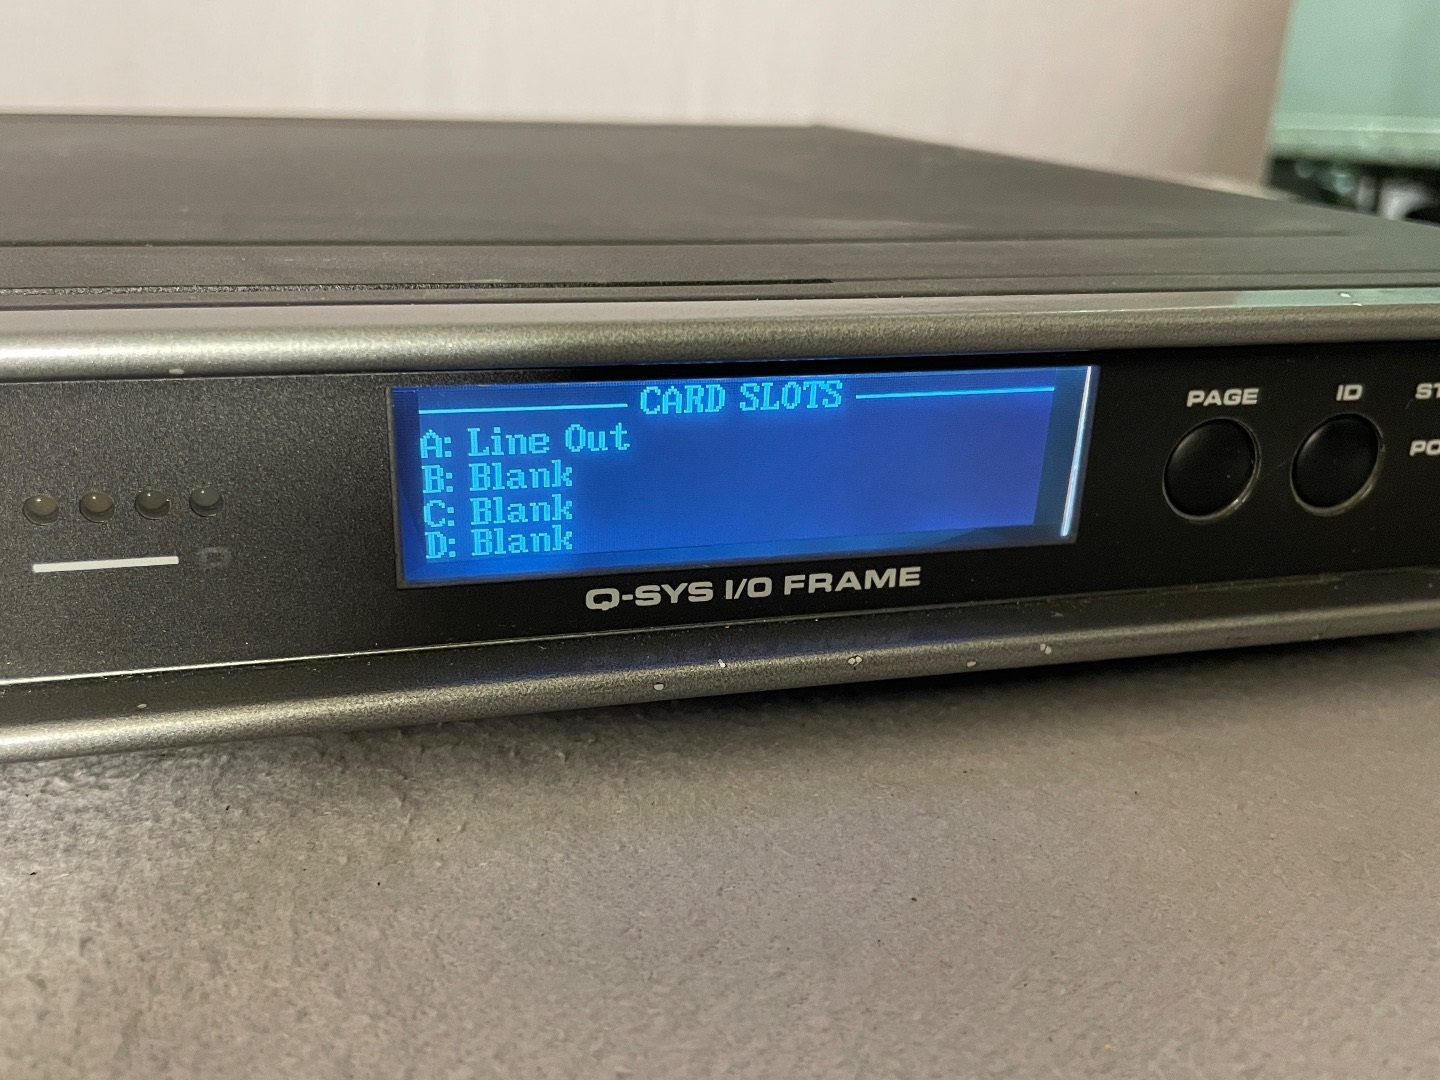 CARD SLOTS
A: Line Out
B: Blank
C: Blank
D: Blank
Q-SYS I/O FRAME
PAGE
ID